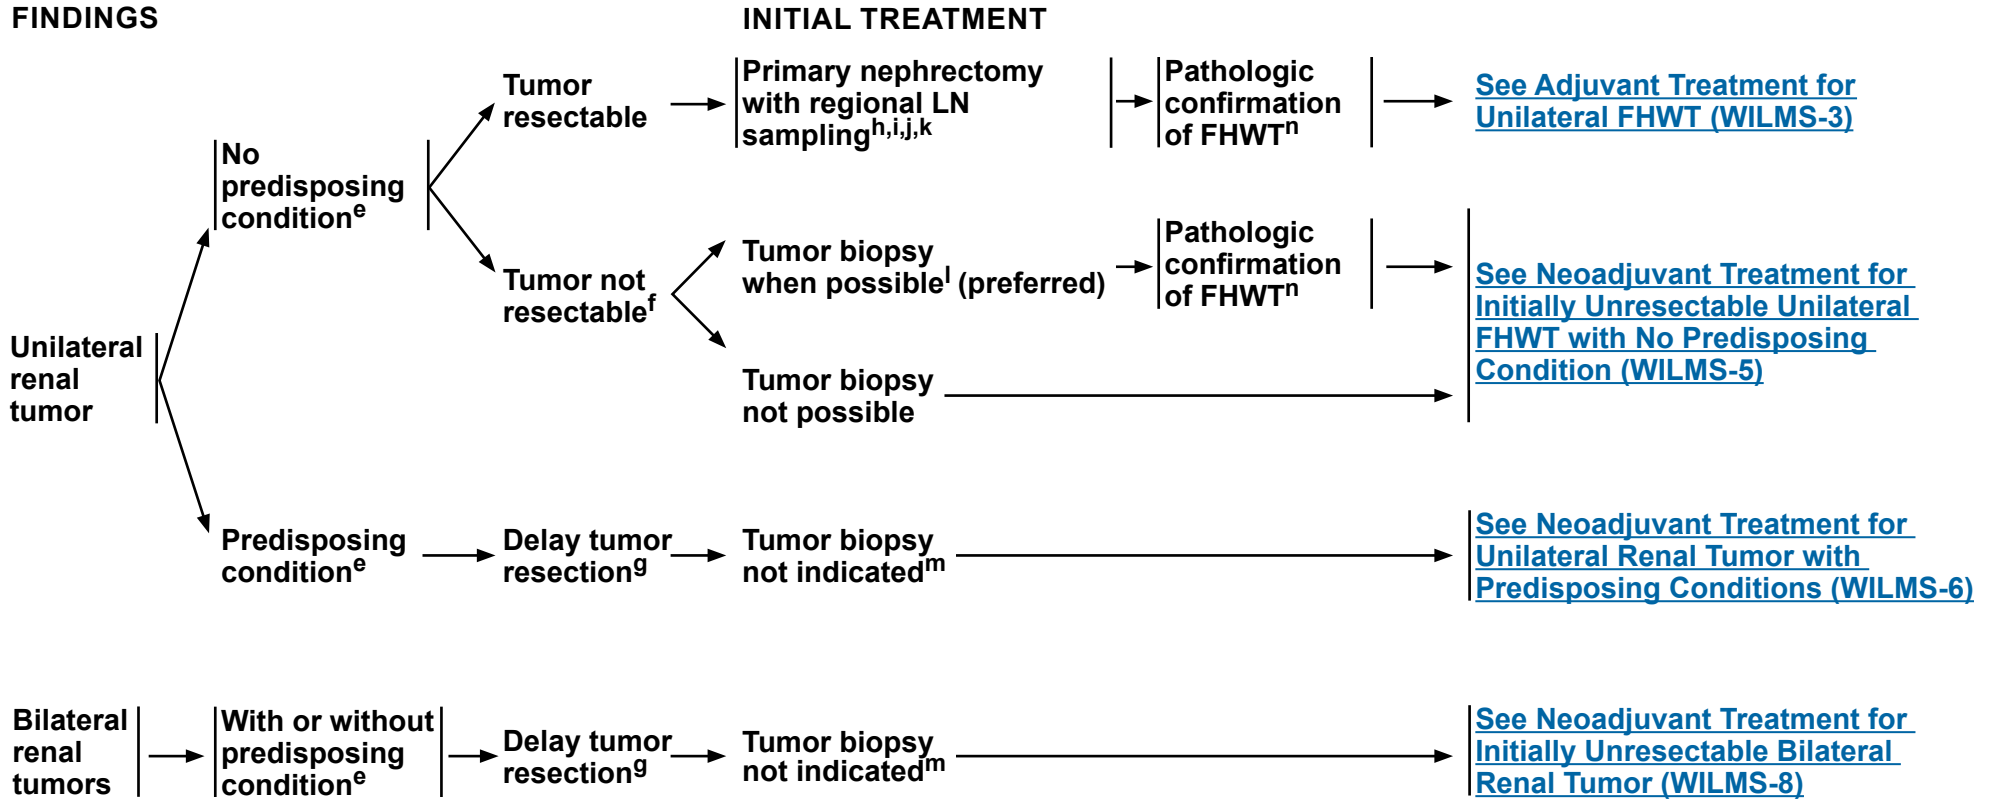 FINDINGS
INITIAL TREATMENT
Unilateral
renal
tumor
No
predisposing
conditione
Tumor
resectable
Primary nephrectomy
with regional LN
samplingh,i,j,k
Pathologic
confirmation
of FHWTn
See Adjuvant Treatment for
Unilateral FHWT (WILMS-3)
Tumor not
resectablef
Tumor biopsy
when possiblel (preferred)
Pathologic
confirmation
of FHWTn
Tumor biopsy
not possible
See Neoadjuvant Treatment for
Initially Unresectable Unilateral
FHWT with No Predisposing
Condition (WILMS-5)
Predisposing
conditione
Delay tumor
resectiong
Tumor biopsy
not indicatedm
See Neoadjuvant Treatment for
Unilateral Renal Tumor with
Predisposing Conditions (WILMS-6)
Bilateral
renal
tumors
With or without
predisposing
conditione
Delay tumor
resectiong
Tumor biopsy
not indicatedm
See Neoadjuvant Treatment for
Initially Unresectable Bilateral
Renal Tumor (WILMS-8)